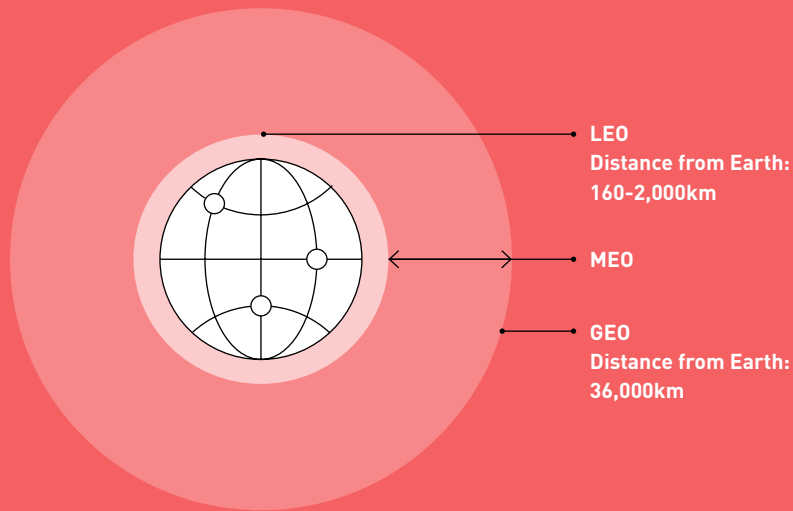 LEO
Distance from Earth:
160-2,000km
MEO
GEO
Distance from Earth:
36,000km